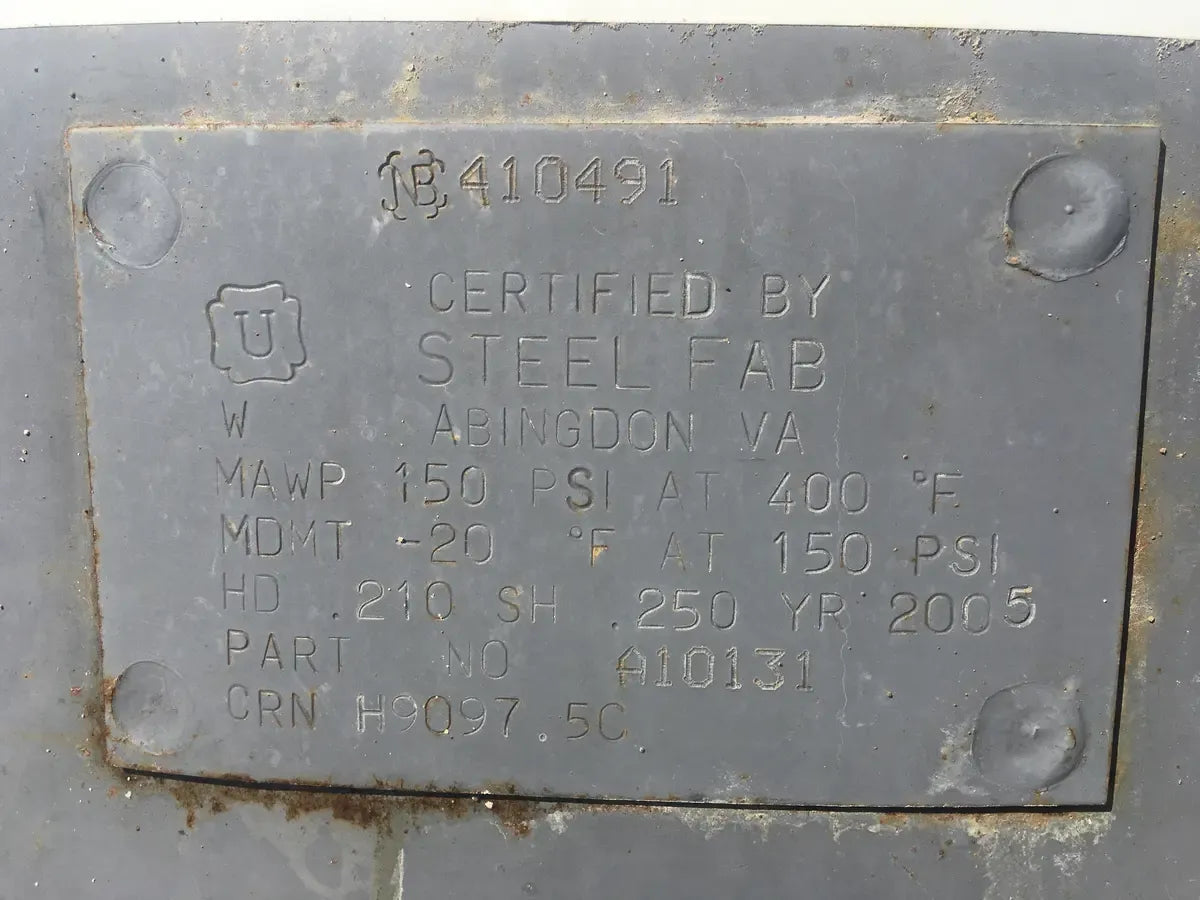 NB 410491
CERTIFIED BY
U STEEL FAB
W ABINGDON VA
MAWP 150 PSI AT 400 °F
MDMT -20 °F AT 150 PSI
HD .210 SH .250 YR 2005
PART NO A10131
CRN H9097.5C